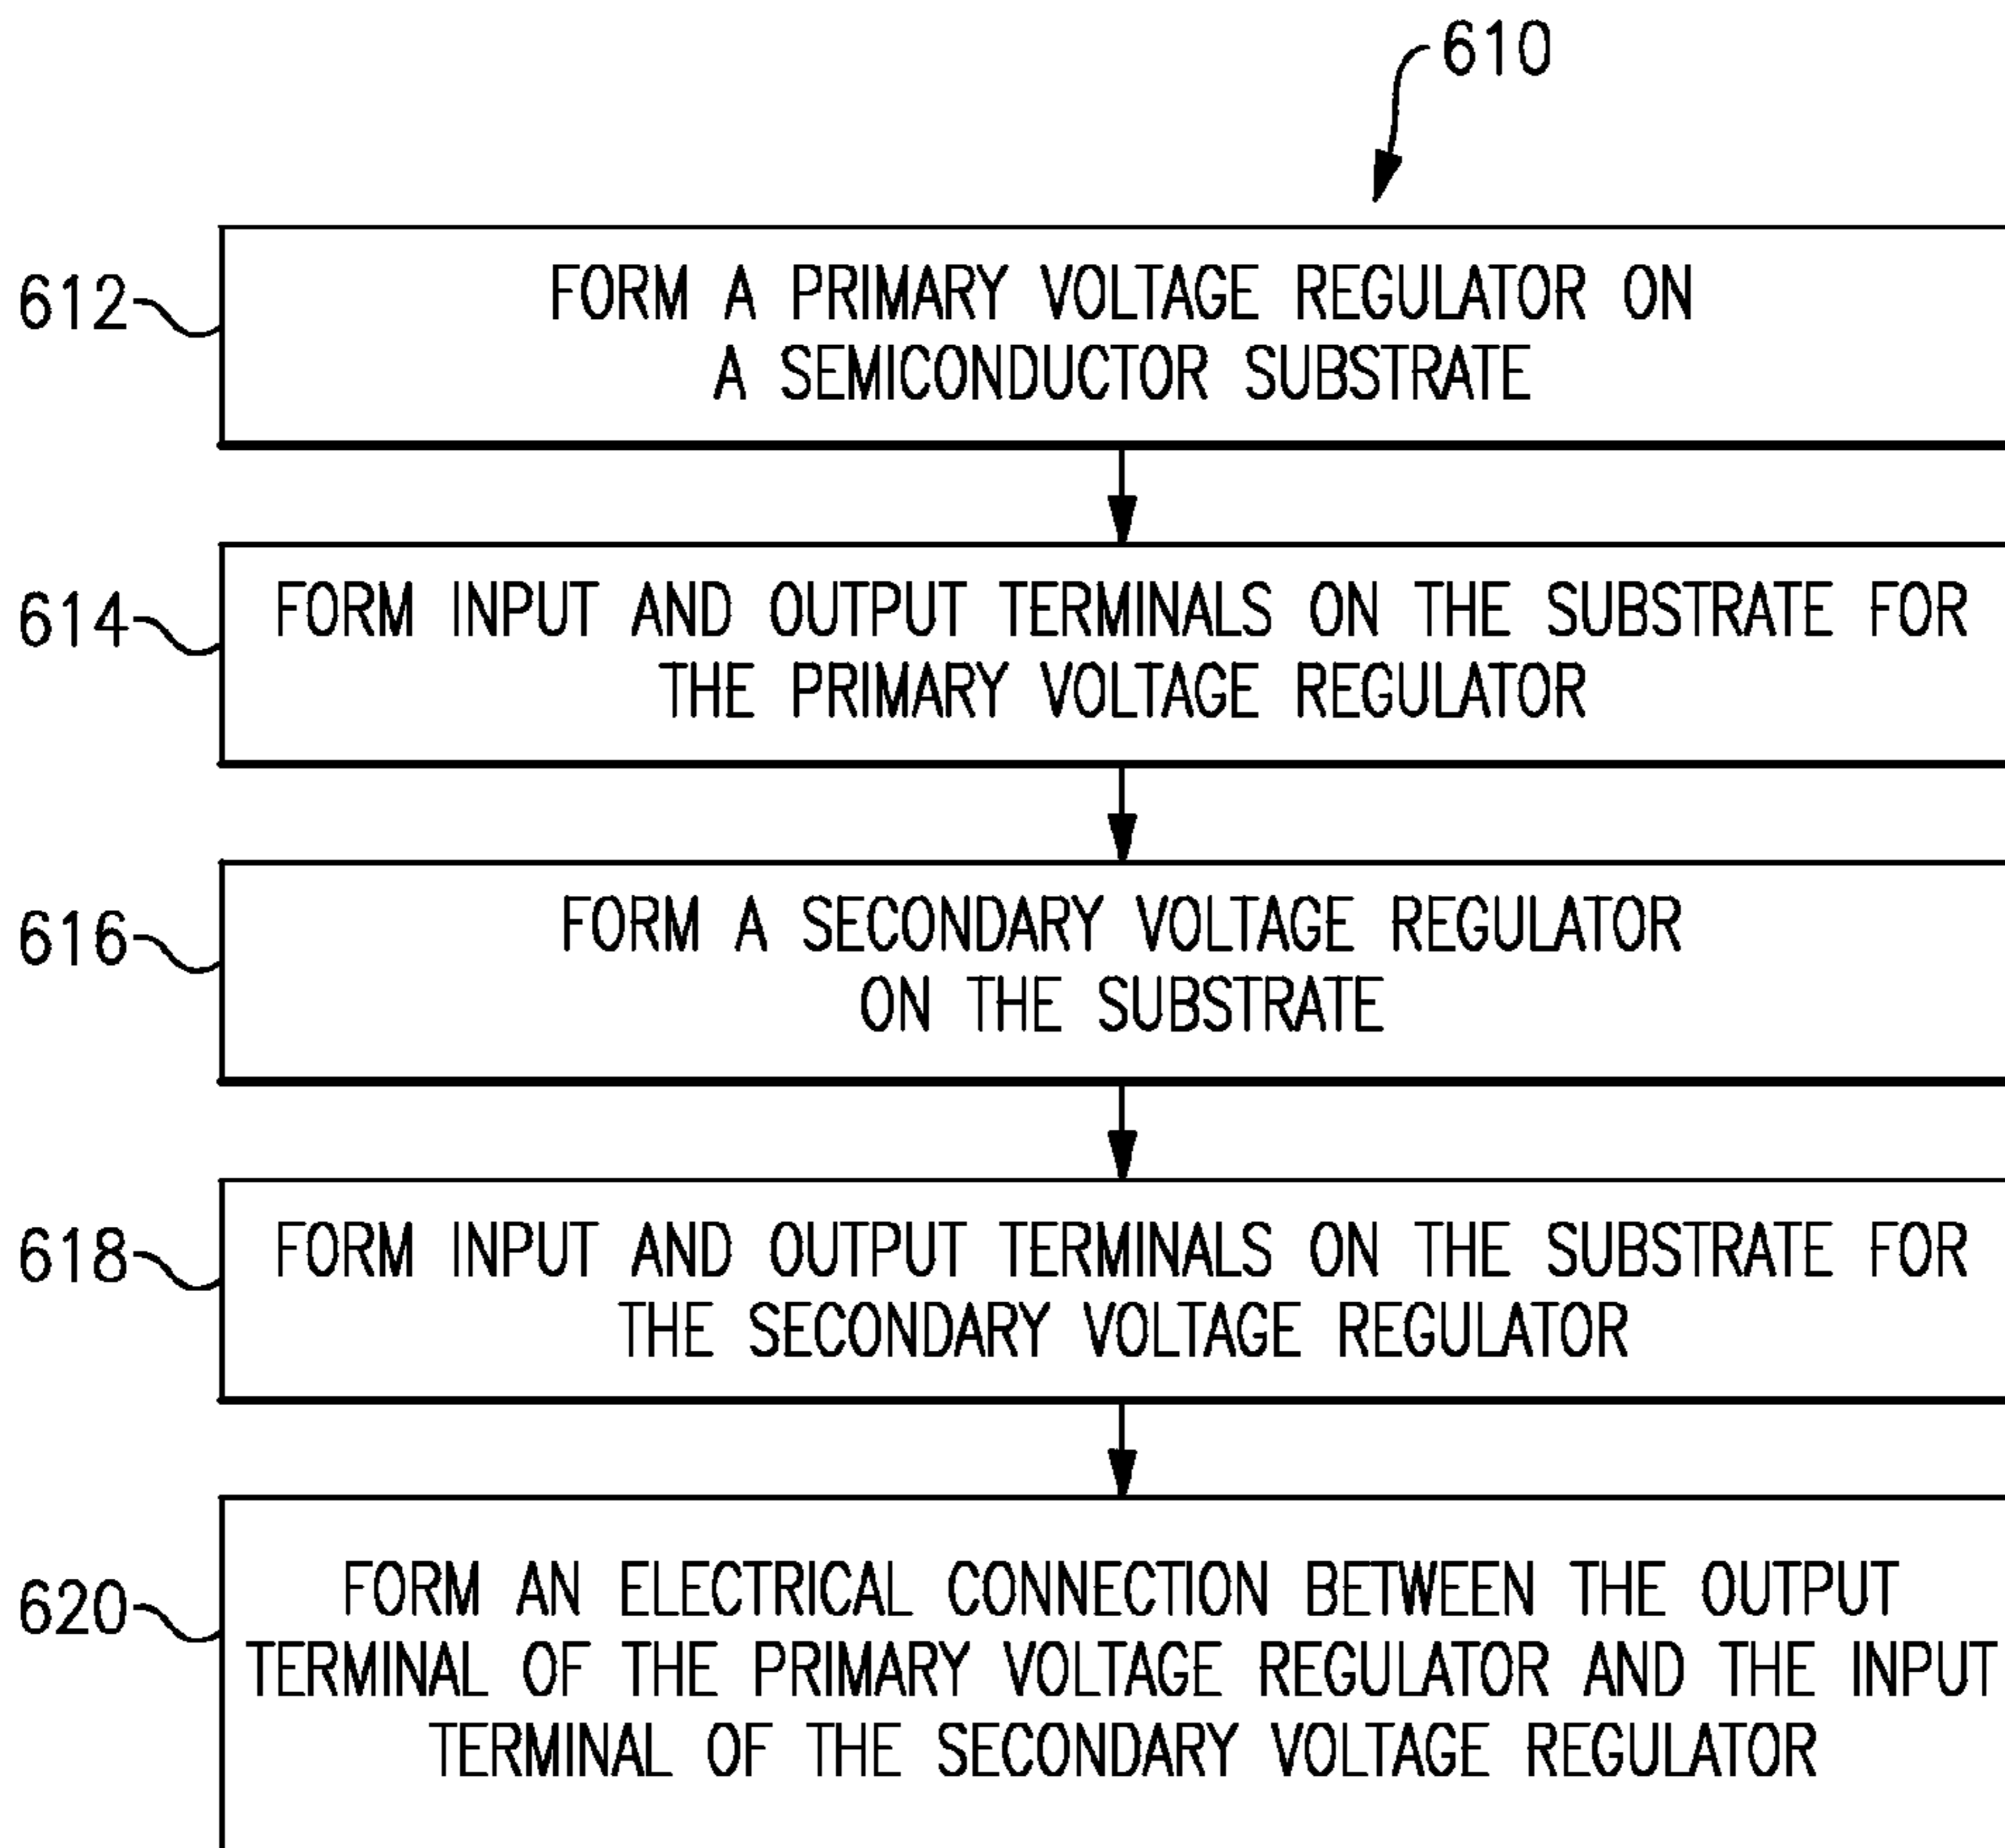 610
612
FORM A PRIMARY VOLTAGE REGULATOR ON
A SEMICONDUCTOR SUBSTRATE
614
FORM INPUT AND OUTPUT TERMINALS ON THE SUBSTRATE FOR
THE PRIMARY VOLTAGE REGULATOR
616
FORM A SECONDARY VOLTAGE REGULATOR
ON THE SUBSTRATE
618
FORM INPUT AND OUTPUT TERMINALS ON THE SUBSTRATE FOR
THE SECONDARY VOLTAGE REGULATOR
620
FORM AN ELECTRICAL CONNECTION BETWEEN THE OUTPUT
TERMINAL OF THE PRIMARY VOLTAGE REGULATOR AND THE INPUT
TERMINAL OF THE SECONDARY VOLTAGE REGULATOR